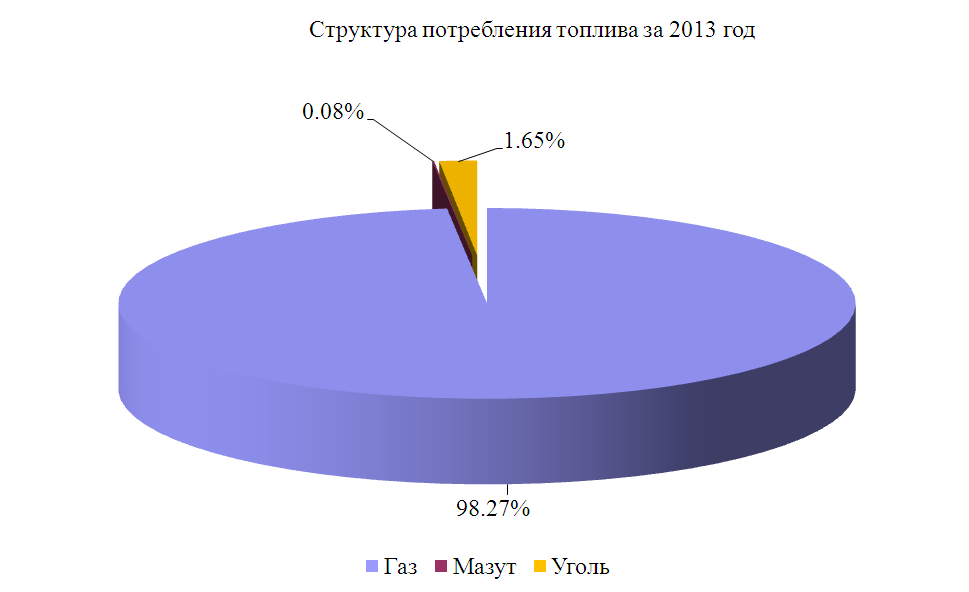 Структура потребления топлива за 2013 год
0.08%
1.65%
98.27%
Газ Мазут Уголь